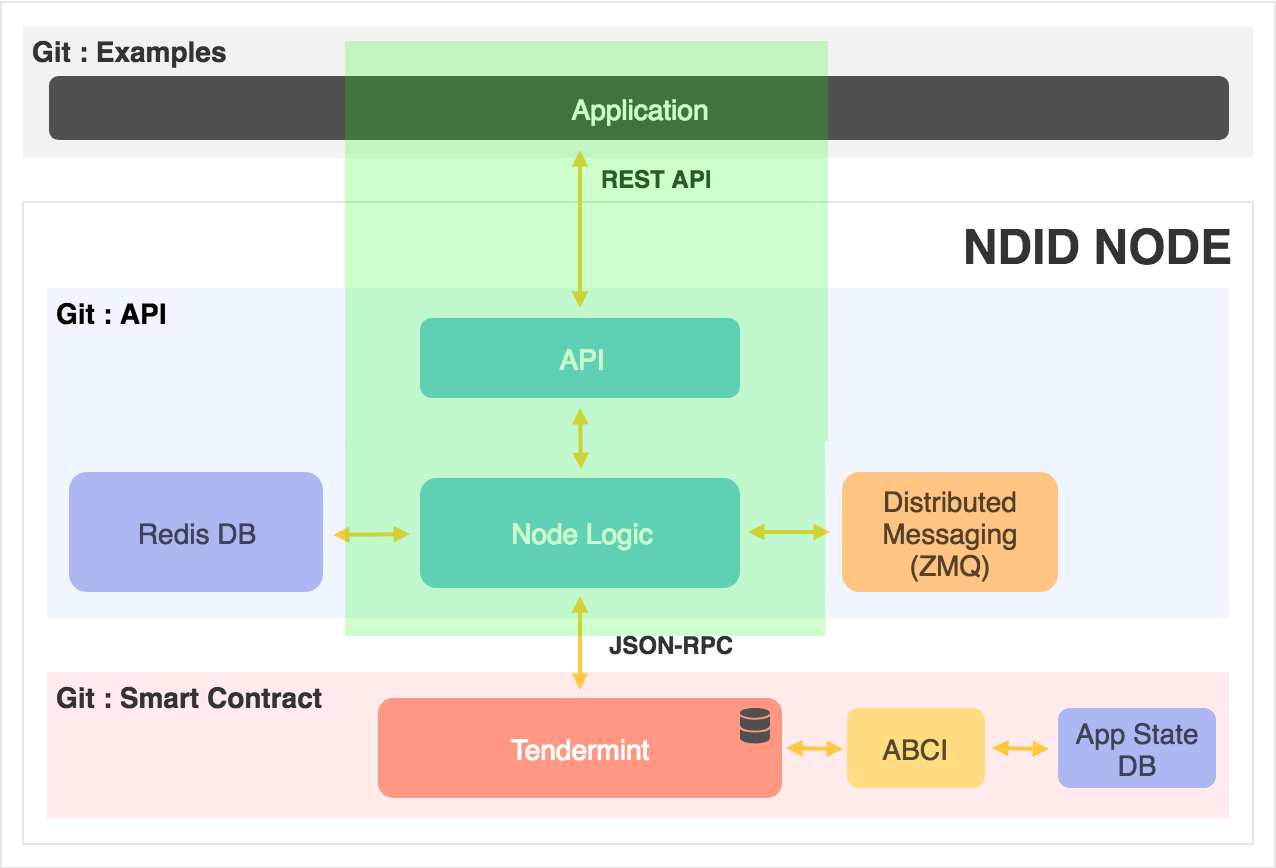 Git : Examples
Application
REST API
NDID NODE
Git : API
API
Redis DB
Node Logic
Distributed
Messaging
(ZMQ)
JSON-RPC
Git : Smart Contract
Tendermint
ABCI
App State
DB